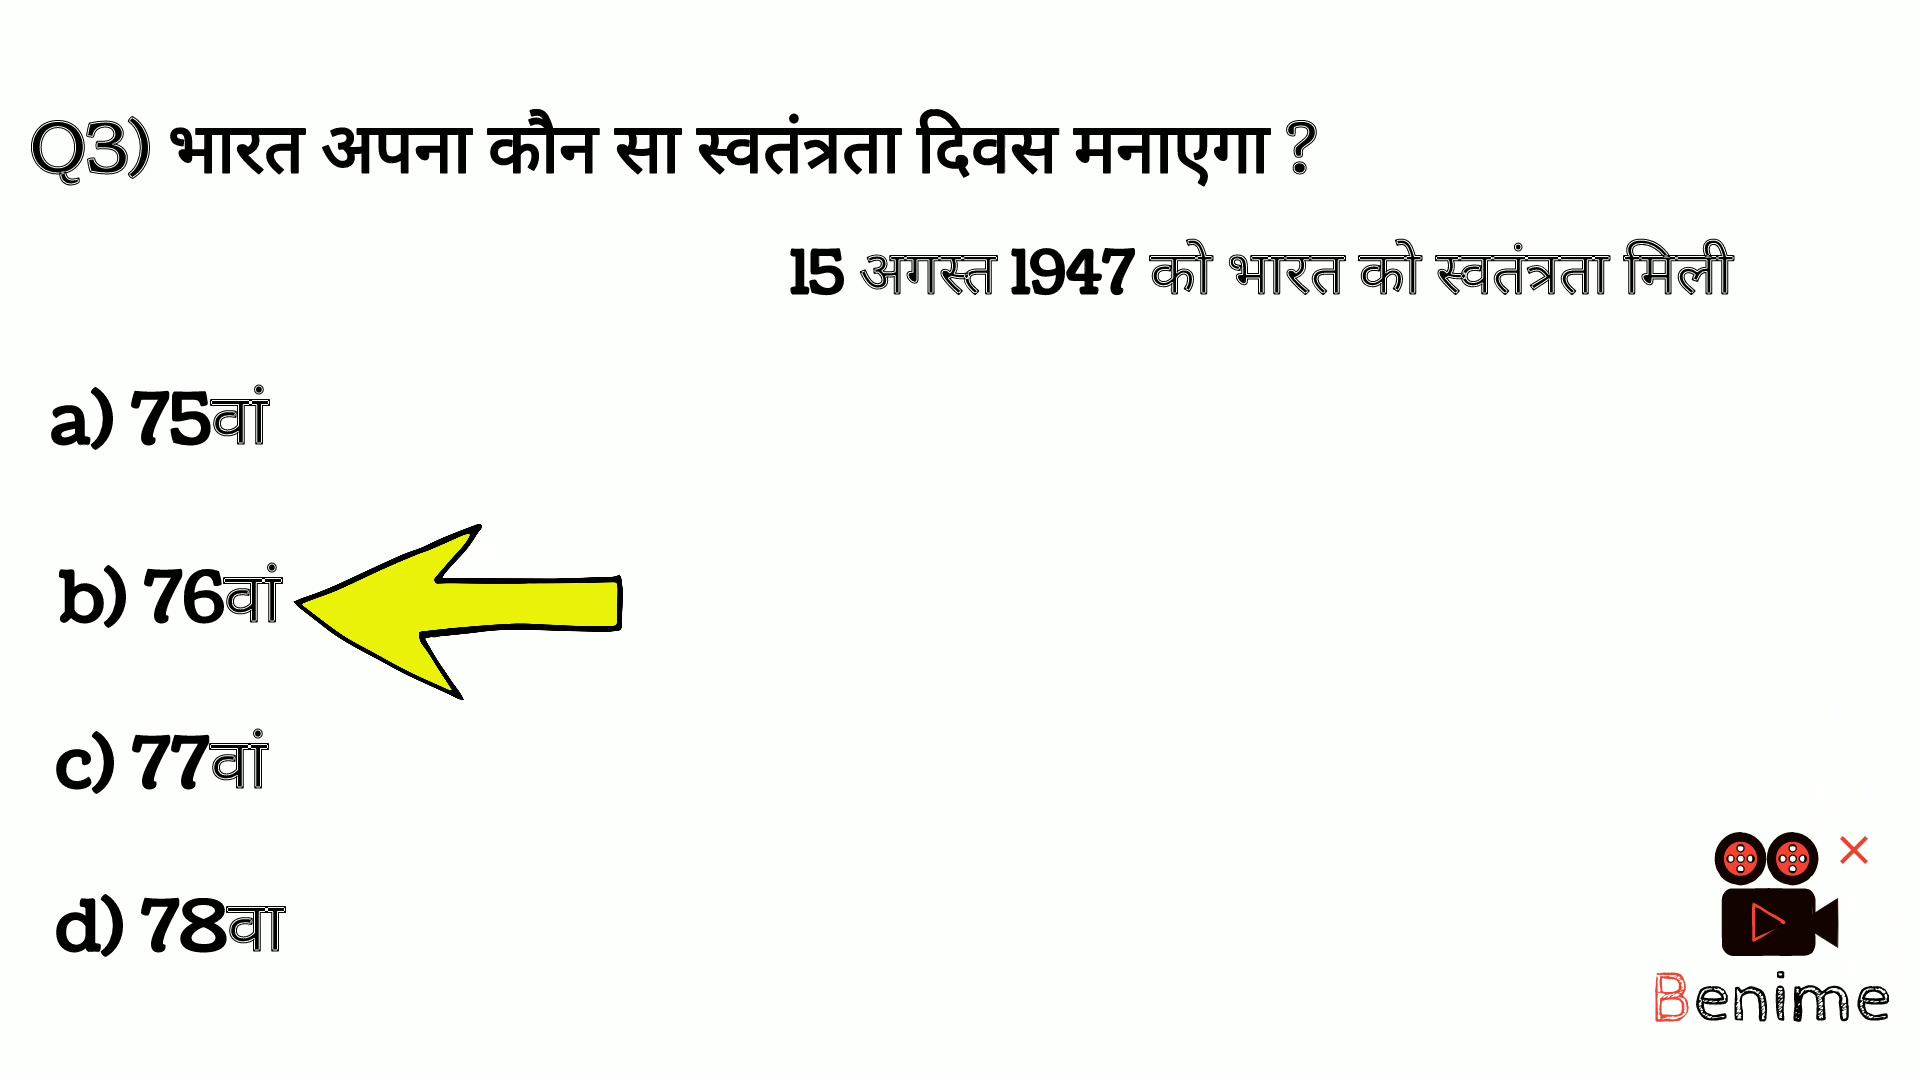 Q3) भारत अपना कौन सा स्वतंत्रता दिवस मनाएगा ?
15 अगस्त 1947 को भारत को स्वतंत्रता मिली
a) 75वां
b) 76वां
c) 77वां
d) 78वा
Benime